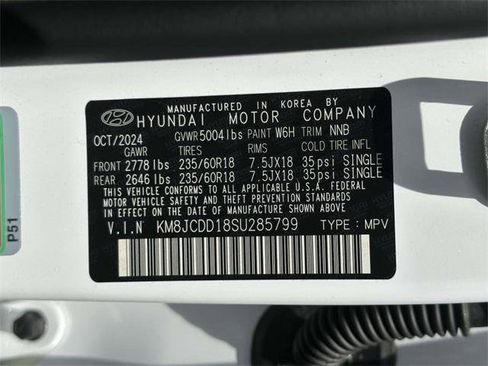 MANUFACTURED IN KOREA BY
HYUNDAI MOTOR COMPANY
OCT/2024 GVWR 5004 lbs PAINT W6H TRIM NNB
GAWR TIRES RIMS COLD TIRE INFL
FRONT 2778 lbs 235/60R18 7.5JX18 35psi SINGLE
REAR 2646 lbs 235/60R18 7.5JX18 35psi SINGLE
THIS VEHICLE CONFORMS TO ALL APPLICABLE U.S.A. FEDERAL
MOTOR VEHICLE SAFETY AND THEFT PREVENTION STANDARDS
IN EFFECT ON THE DATE OF MANUFACTURE SHOWN ABOVE.
V.I.N KM8JCDD18SU285799 TYPE : MPV
P51